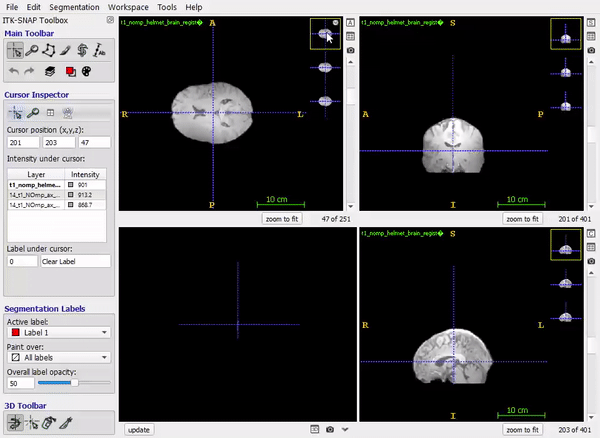 File Edit Segmentation Workspace Tools Help
ITK-SNAP Toolbox
Main Toolbar
Cursor Inspector
Cursor position (x,y,z):
201 203 47
Intensity under cursor:
Layer Intensity
t1_nomp_helme... 901
14_t1_NOmp_ax_... 913.2
14_t1_NOmp_ax_... 868.7
Label under cursor:
0 Clear Label
Segmentation Labels
Active label:
Label 1
Paint over:
All labels
Overall label opacity:
50
3D Toolbar
t1_nomp_helmet_brain_regist�
A
R
L
P
10 cm
zoom to fit
47 of 251
A
t1_nomp_helmet_brain_regist�
S
A
P
I
10 cm
zoom to fit
201 of 401
S
update
3D
t1_nomp_helmet_brain_regist�
S
R
L
I
10 cm
zoom to fit
203 of 401
C